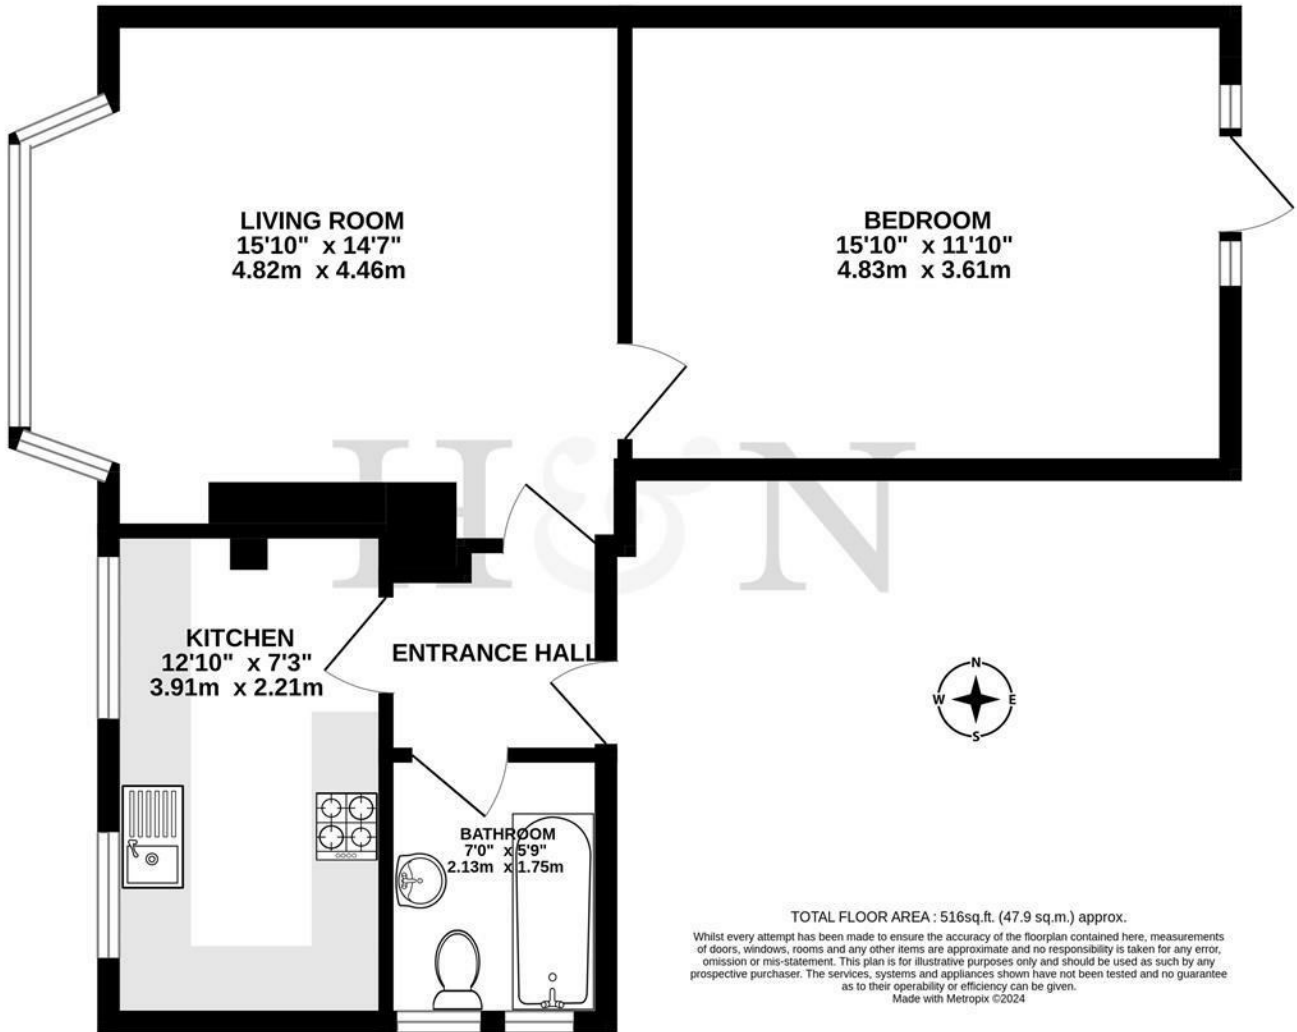 LIVING ROOM
15'10" x 14'7"
4.82m x 4.46m
BEDROOM
15'10" x 11'10"
4.83m x 3.61m
H&N
KITCHEN
12'10" x 7'3"
3.91m x 2.21m
ENTRANCE HALL
N
W E
S
BATHROOM
7'0" x 5'9"
2.13m x 1.75m
TOTAL FLOOR AREA : 516sq.ft. (47.9 sq.m.) approx.
Whilst every attempt has been made to ensure the accuracy of the floorplan contained here, measurements
of doors, windows, rooms and any other items are approximate and no responsibility is taken for any error,
omission or mis-statement. This plan is for illustrative purposes only and should be used as such by any
prospective purchaser. The services, systems and appliances shown have not been tested and no guarantee
as to their operability or efficiency can be given.
Made with Metropix ©2024